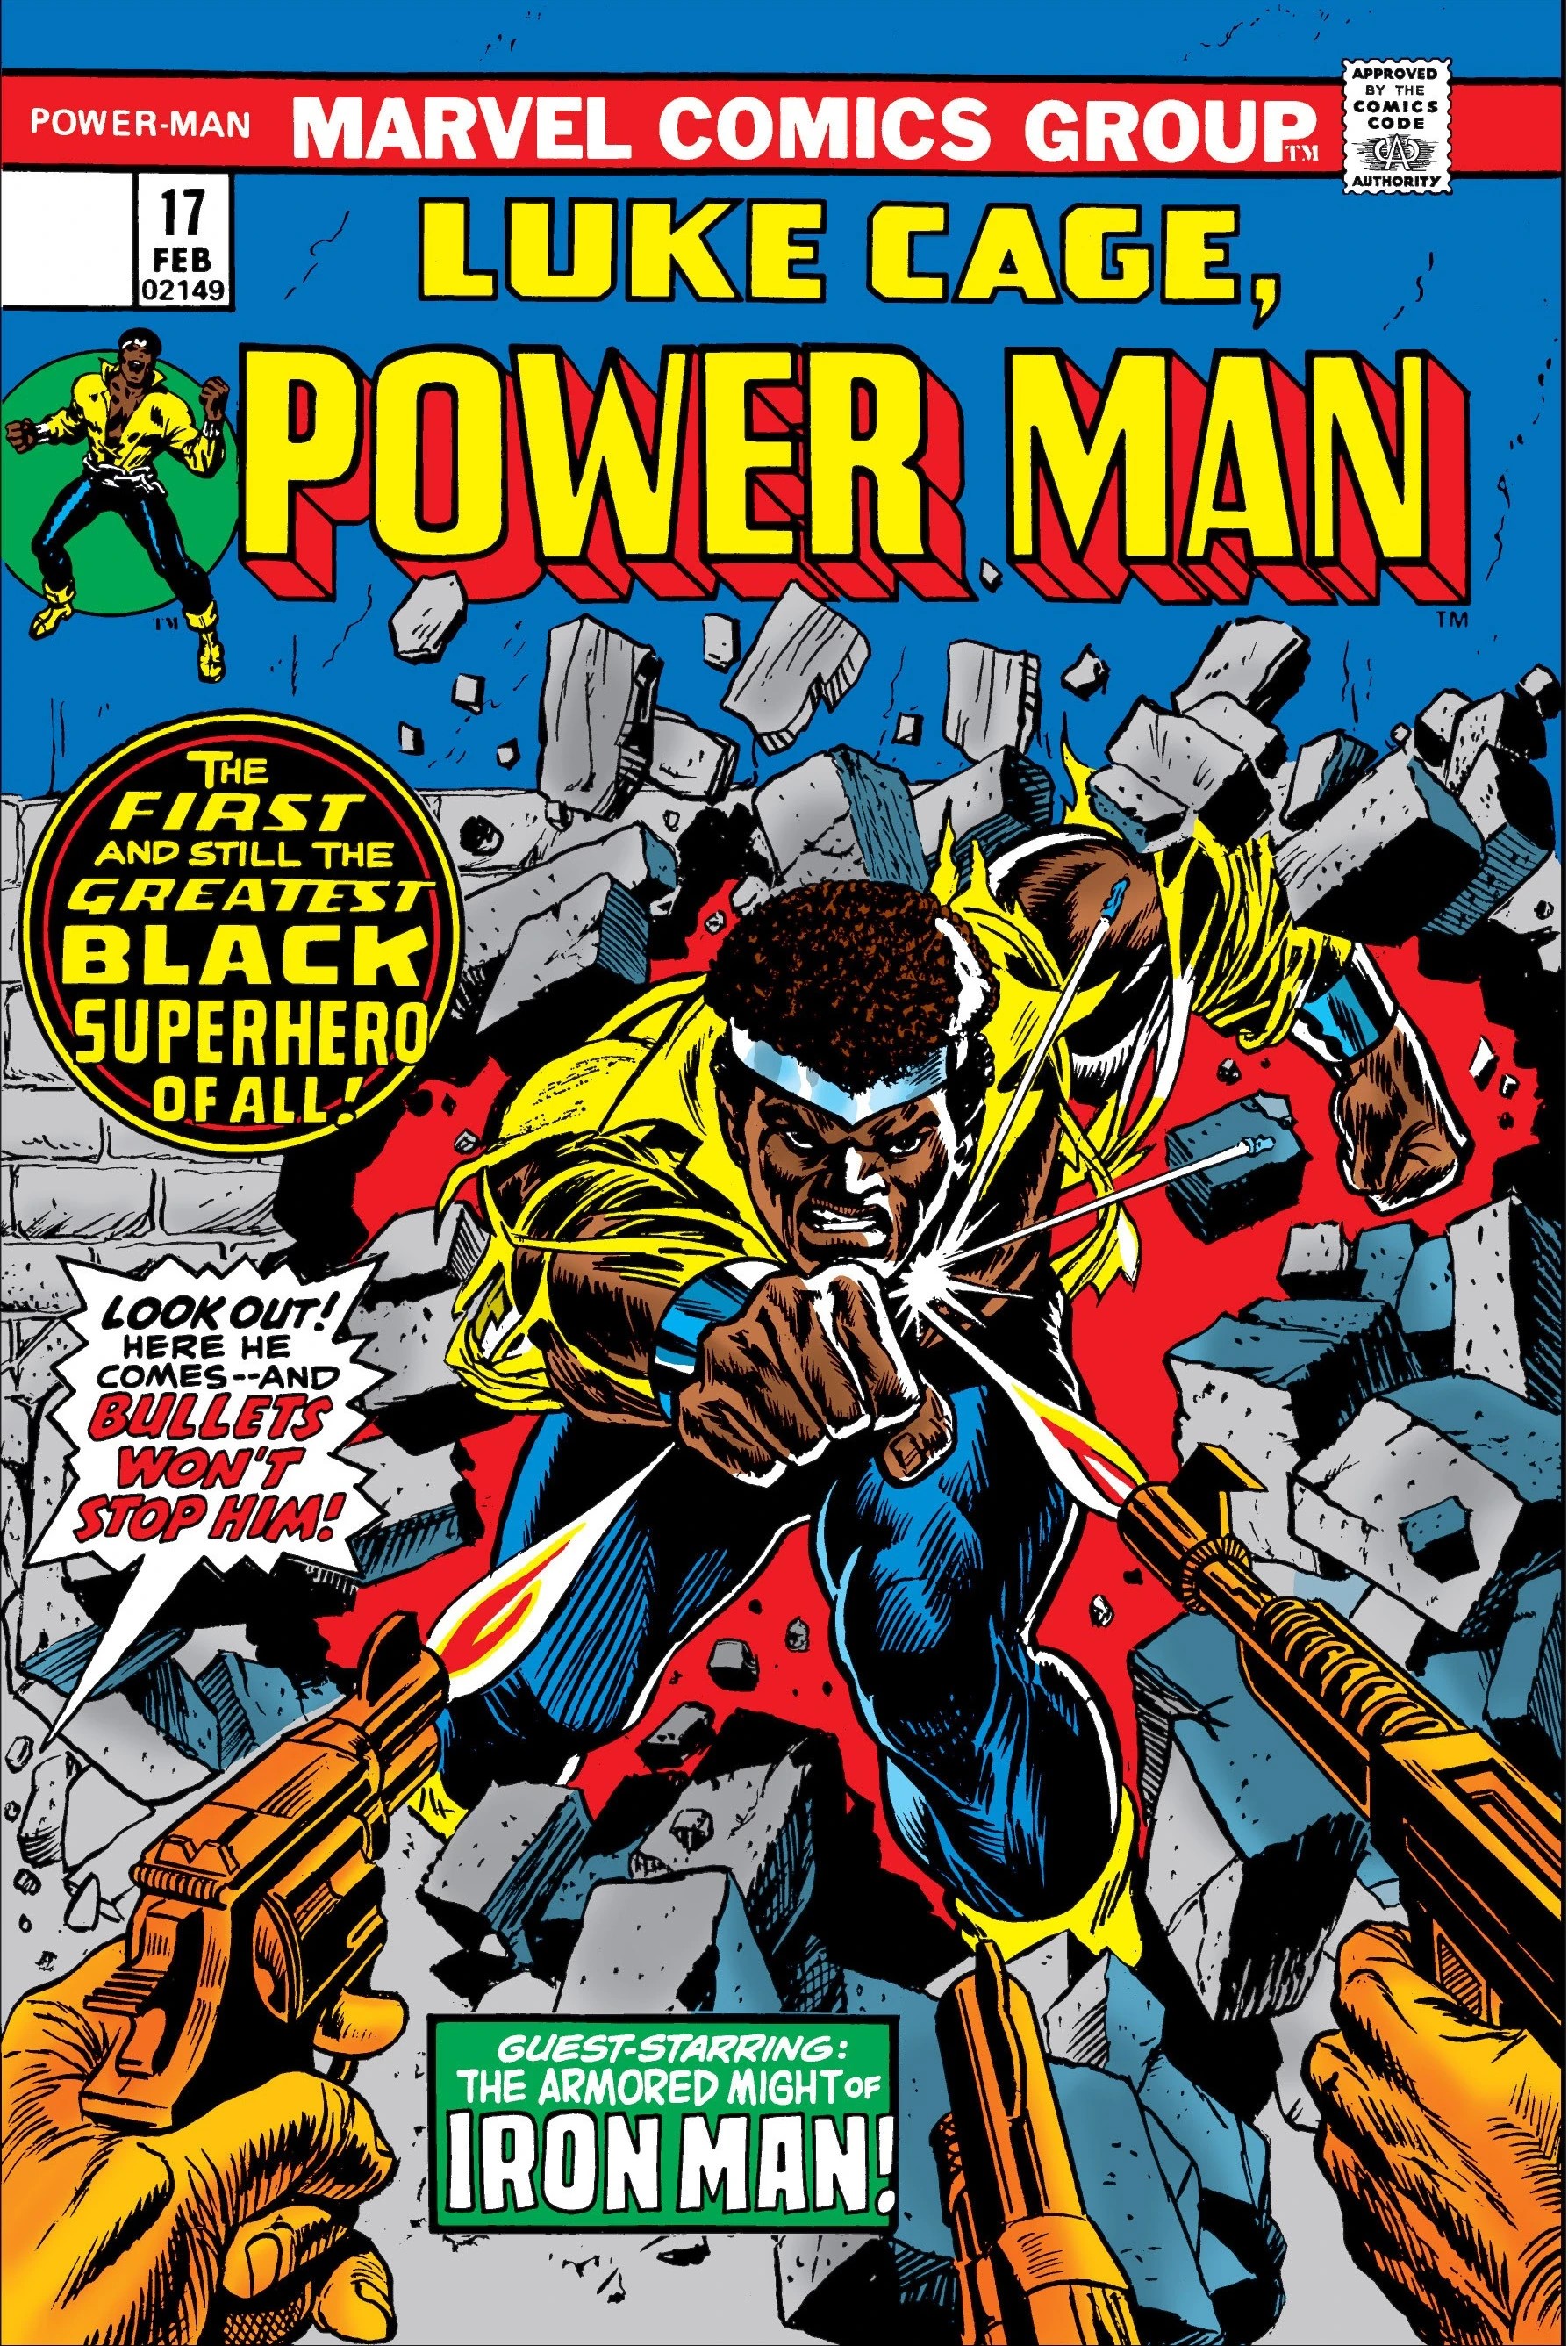 POWER-MAN
MARVEL COMICS GROUP TM
APPROVED
BY THE
COMICS
CODE
CA
AUTHORITY
17
FEB
02149
LUKE CAGE,
POWER MAN
TM
TM
THE
FIRST
AND STILL THE
GREATEST
BLACK
SUPERHERO
OF ALL!
LOOK OUT!
HERE HE
COMES--AND
BULLETS
WON'T
STOP HIM!
GUEST-STARRING:
THE ARMORED MIGHT OF
IRON MAN!